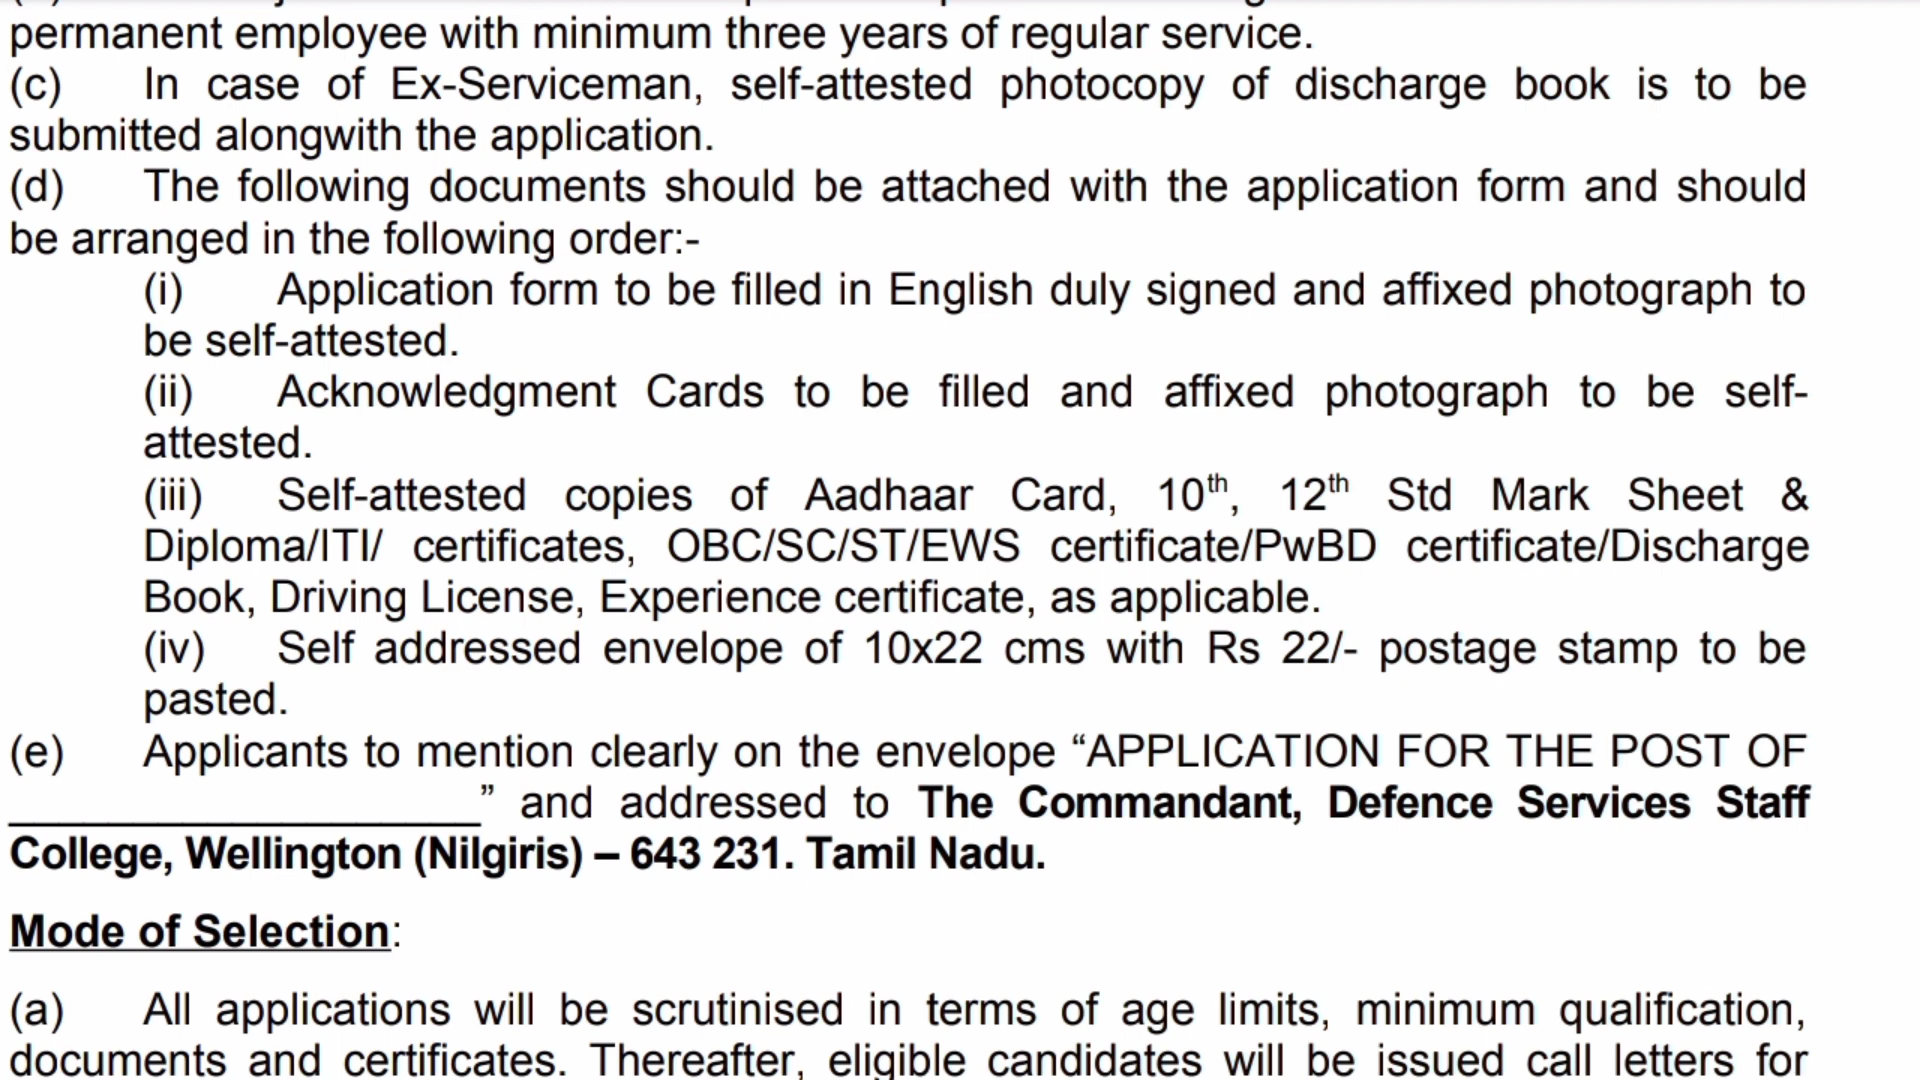 permanent employee with minimum three years of regular service.
(c) In case of Ex-Serviceman, self-attested photocopy of discharge book is to be
submitted alongwith the application.
(d) The following documents should be attached with the application form and should
be arranged in the following order:-
(i) Application form to be filled in English duly signed and affixed photograph to
be self-attested.
(ii) Acknowledgment Cards to be filled and affixed photograph to be self-
attested.
(iii) Self-attested copies of Aadhaar Card, 10th, 12th Std Mark Sheet &
Diploma/ITI/ certificates, OBC/SC/ST/EWS certificate/PwBD certificate/Discharge
Book, Driving License, Experience certificate, as applicable.
(iv) Self addressed envelope of 10x22 cms with Rs 22/- postage stamp to be
pasted.
(e) Applicants to mention clearly on the envelope “APPLICATION FOR THE POST OF
___________________” and addressed to The Commandant, Defence Services Staff
College, Wellington (Nilgiris) – 643 231. Tamil Nadu.
Mode of Selection:
(a) All applications will be scrutinised in terms of age limits, minimum qualification,
documents and certificates. Thereafter, eligible candidates will be issued call letters for